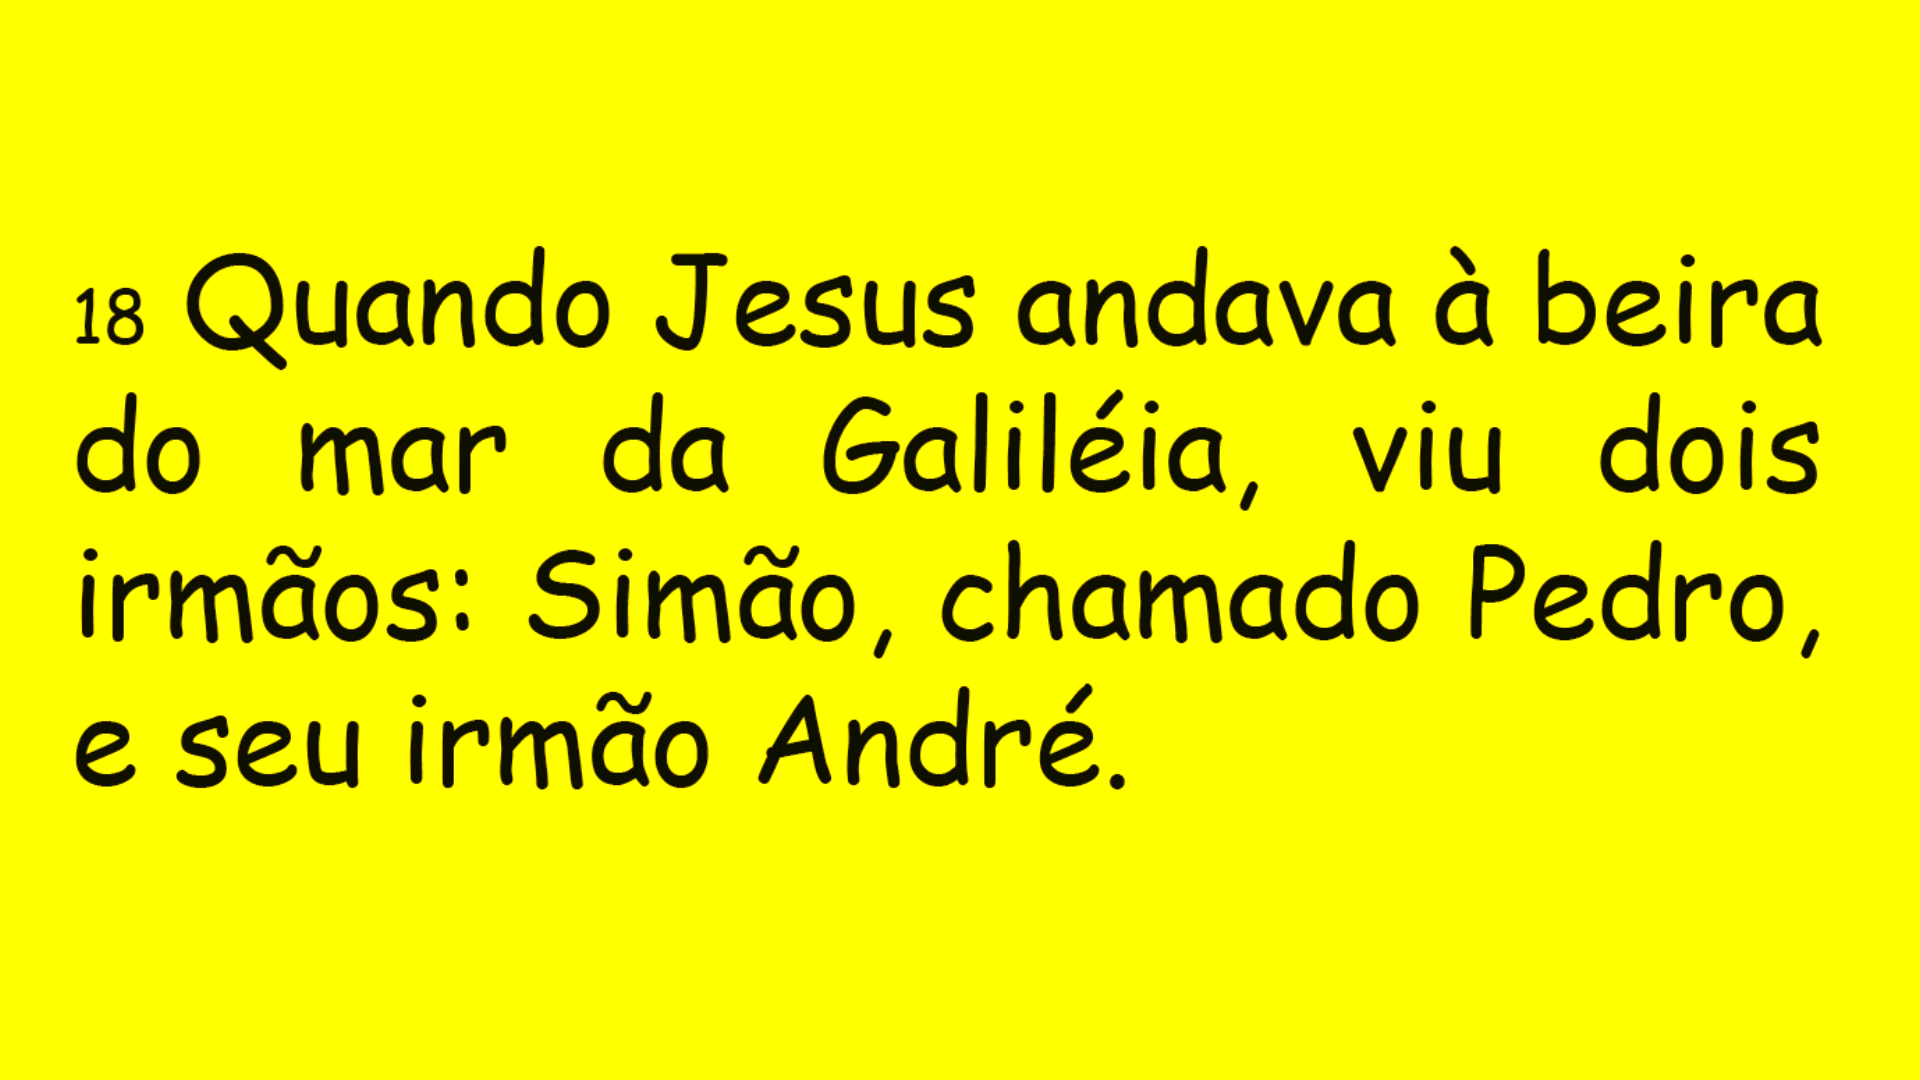 18 Quando Jesus andava à beira
do mar da Galiléia, viu dois
irmãos: Simão, chamado Pedro,
e seu irmão André.